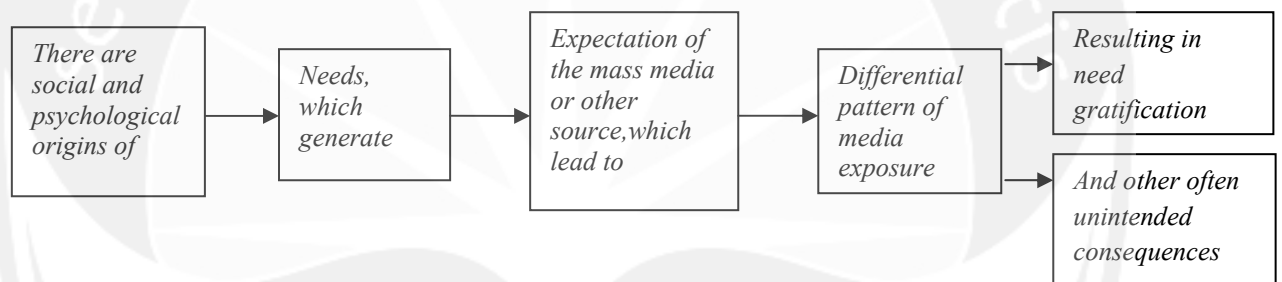 There are
social and
psychological
origins of
Needs,
which
generate
Expectation of
the mass media
or other
source,which
lead to
Differential
pattern of
media
exposure
Resulting in
need
gratification
And other often
unintended
consequences